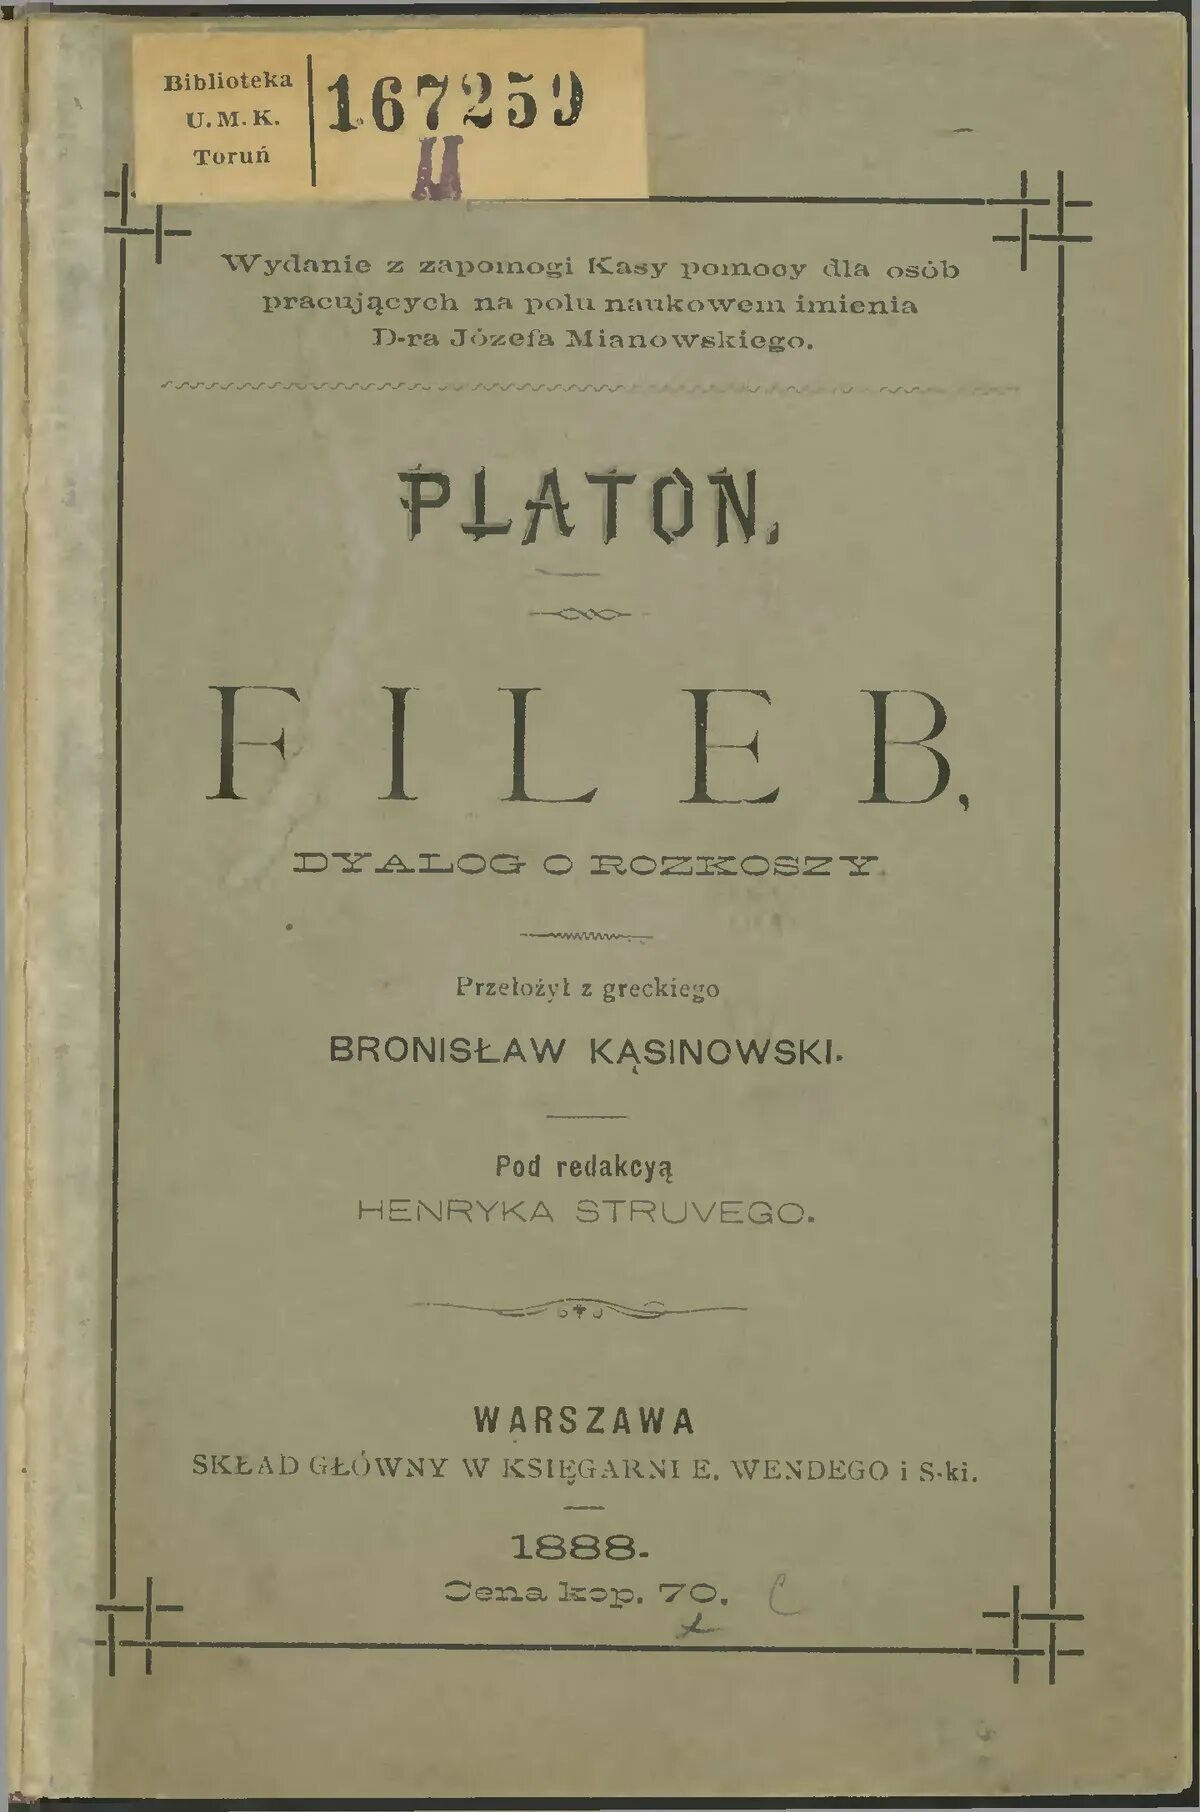 Biblioteka
U. M. K.
Toruń
167259
II
Wydanie z zapomogi Kasy pomocy dla osób
pracujących na polu naukowem imienia
D-ra Józefa Mianowskiego.
PLATON.
FILEB,
DYALOG O ROZKOSZY.
Przełożył z greckiego
BRONISŁAW KĄSINOWSKI.
Pod redakcyą
HENRYKA STRUVEGO.
WARSZAWA
SKŁAD GŁÓWNY W KSIĘGARNI E. WENDEGO i S-ki.
1888.
Cena kop. 70.